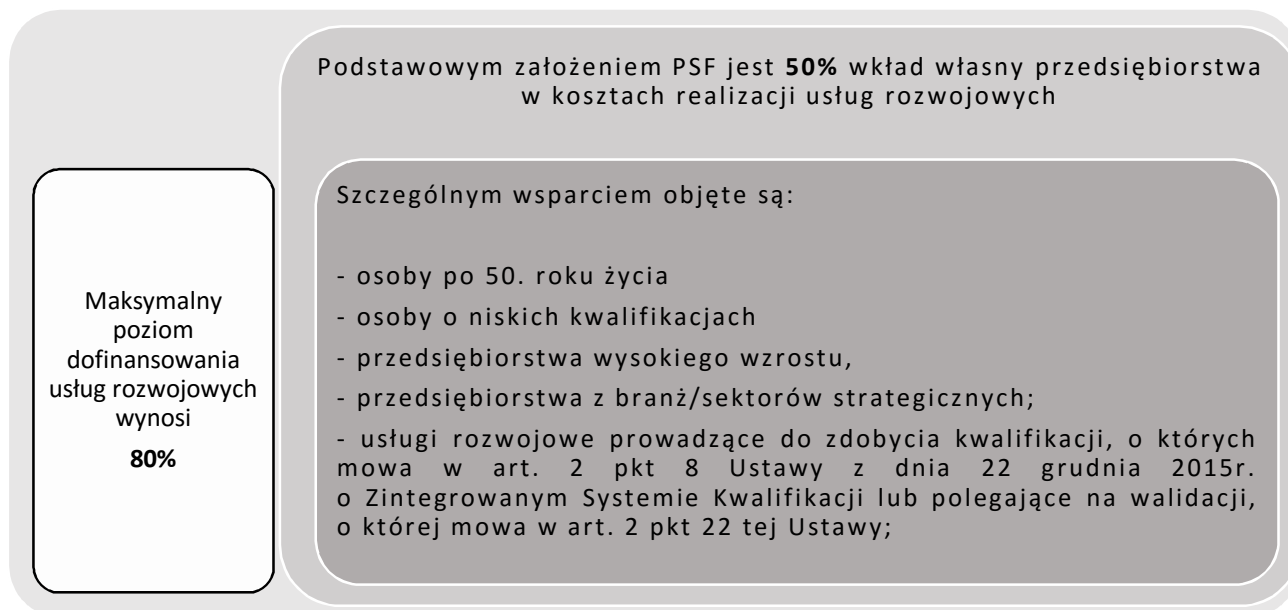 Podstawowym założeniem PSF jest 50% wkład własny przedsiębiorstwa
w kosztach realizacji usług rozwojowych
Maksymalny
poziom
dofinansowania
usług rozwojowych
wynosi
80%
Szczególnym wsparciem objęte są:
- osoby po 50. roku życia
- osoby o niskich kwalifikacjach
- przedsiębiorstwa wysokiego wzrostu,
- przedsiębiorstwa z branż/sektorów strategicznych;
- usługi rozwojowe prowadzące do zdobycia kwalifikacji, o których
mowa w art. 2 pkt 8 Ustawy z dnia 22 grudnia 2015r.
o Zintegrowanym Systemie Kwalifikacji lub polegające na walidacji,
o której mowa w art. 2 pkt 22 tej Ustawy;